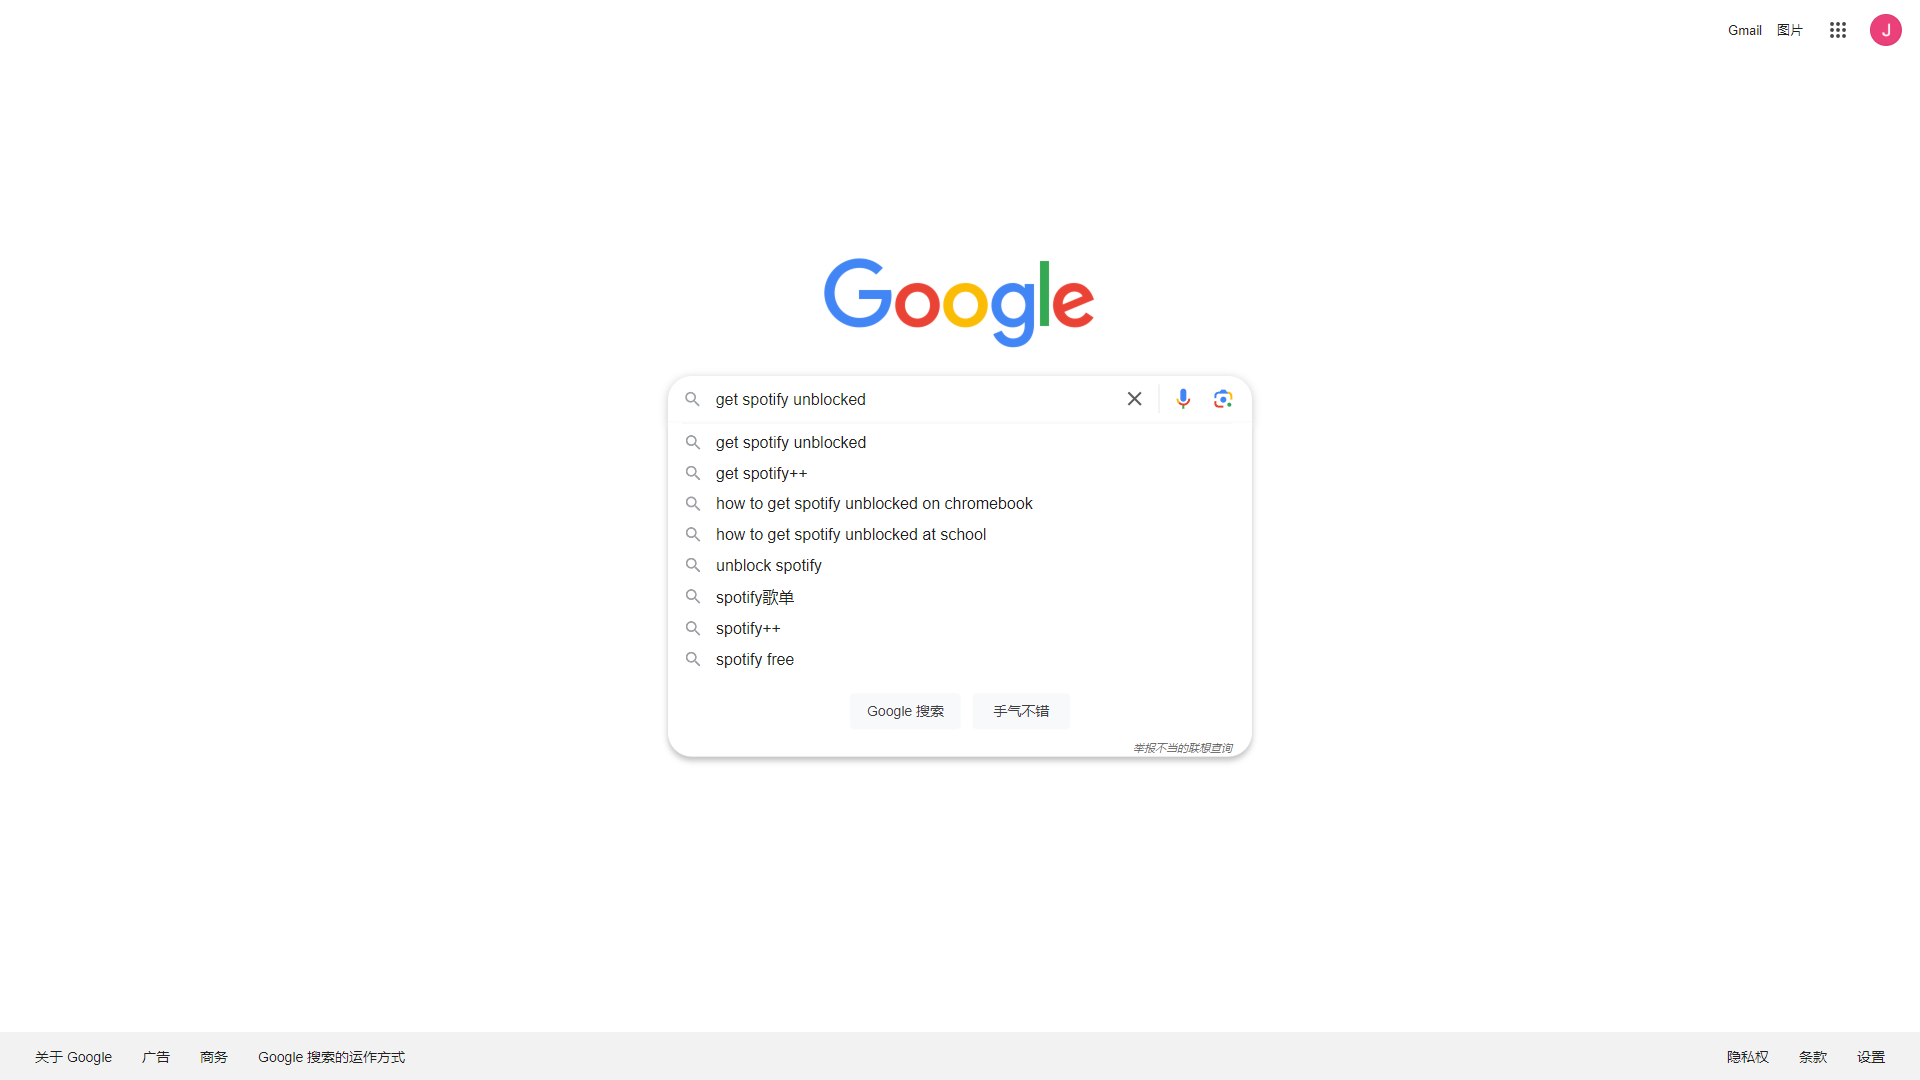 Gmail 图片 J
Google
get spotify unblocked
get spotify unblocked
get spotify++
how to get spotify unblocked on chromebook
how to get spotify unblocked at school
unblock spotify
spotify歌单
spotify++
spotify free
Google 搜索 手气不错
举报不当的联想查询
关于 Google 广告 商务 Google 搜索的运作方式 隐私权 条款 设置